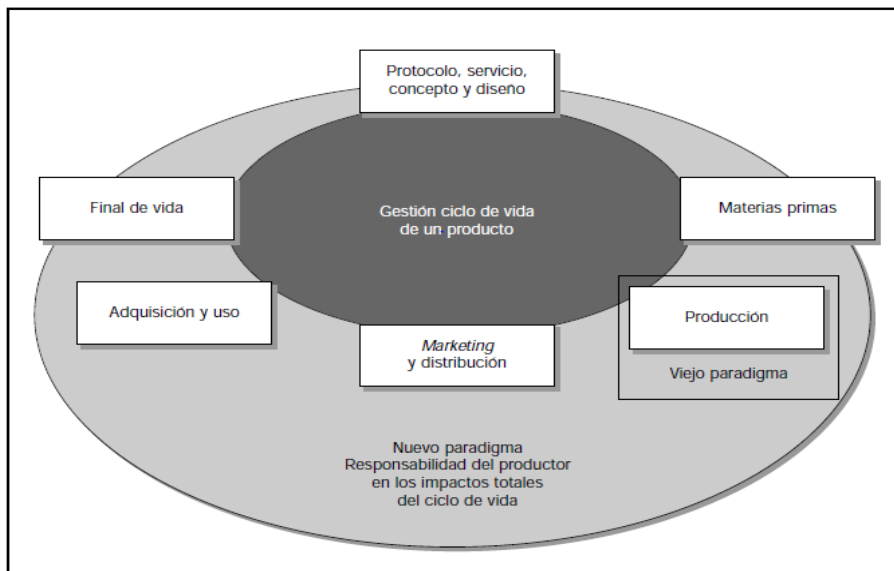 Protocolo, servicio,
concepto y diseño
Final de vida
Gestión ciclo de vida
de un producto
Materias primas
Adquisición y uso
Marketing
y distribución
Producción
Viejo paradigma
Nuevo paradigma
Responsabilidad del productor
en los impactos totales
del ciclo de vida